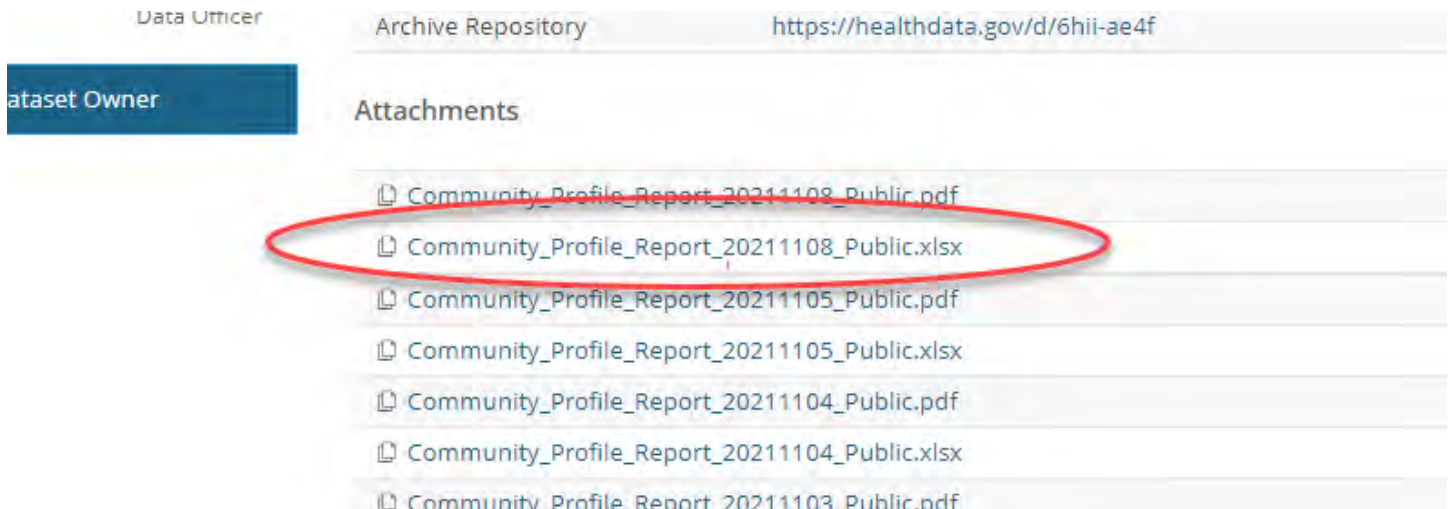 Data Officer
Archive Repository https://healthdata.gov/d/6hii-ae4f
ataset Owner
Attachments
Community_Profile_Report_20211108_Public.pdf
Community_Profile_Report_20211108_Public.xlsx
Community_Profile_Report_20211105_Public.pdf
Community_Profile_Report_20211105_Public.xlsx
Community_Profile_Report_20211104_Public.pdf
Community_Profile_Report_20211104_Public.xlsx
Community_Profile_Report_20211103_Public.pdf